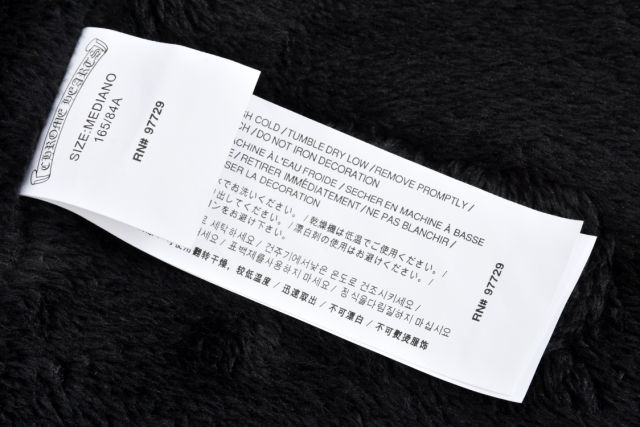 CHROME HEARTS
SIZE:MEDIANO
165/84A
RN# 97729
COLD / TUMBLE DRY LOW / REMOVE PROMPTLY /
/ DO NOT IRON DECORATION
MACHINE À L'EAU FROIDE / SECHER EN MACHINE À BASSE
/ RETIRER IMMÉDIATEMENT / NE PAS BLANCHIR /
LA DECORATION
お洗いください。/ 乾燥機は低温でご使用ください。/
出してください。/ 漂白剤の使用はお避けください。/
をお避け下さい。
세탁하세요 / 건조기에서낮은 온도로 건조시키세요 /
표백제를사용하지 마세요 / 장식을다림질하지 마십시오
使用翻转干燥，较低温度 / 迅速取出 / 不可漂白 / 不可熨烫服饰
RN# 97729